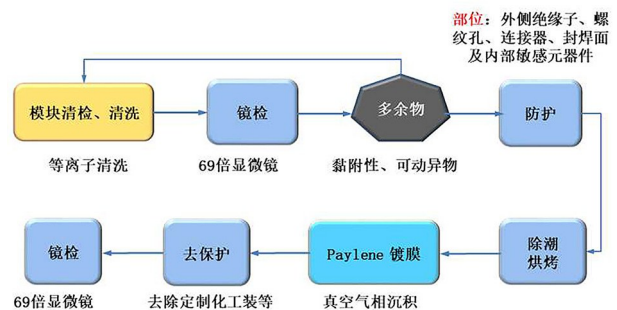 部位：外侧绝缘子、螺
纹孔、连接器、封焊面
及内部敏感元器件
模块清检、清洗
镜检
多余物
防护
等离子清洗
69倍显微镜
黏附性、可动异物
镜检
去保护
Paylene 镀膜
除潮
烘烤
69倍显微镜
去除定制化工装等
真空气相沉积